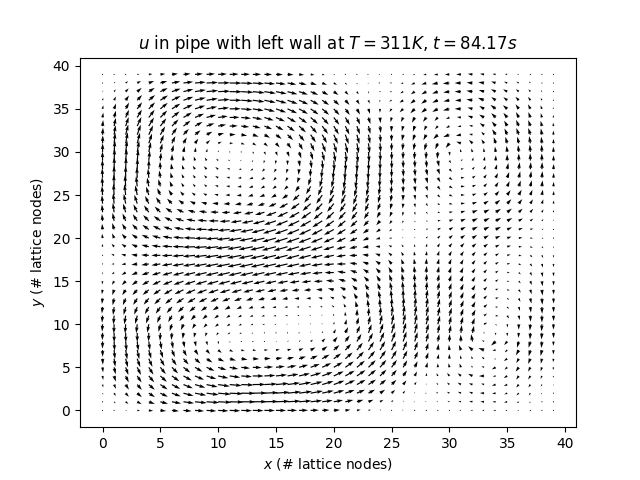 u in pipe with left wall at T = 311K, t = 84.17s
40
35
30
25
20
15
10
5
0
y (# lattice nodes)
0 5 10 15 20 25 30 35 40
x (# lattice nodes)